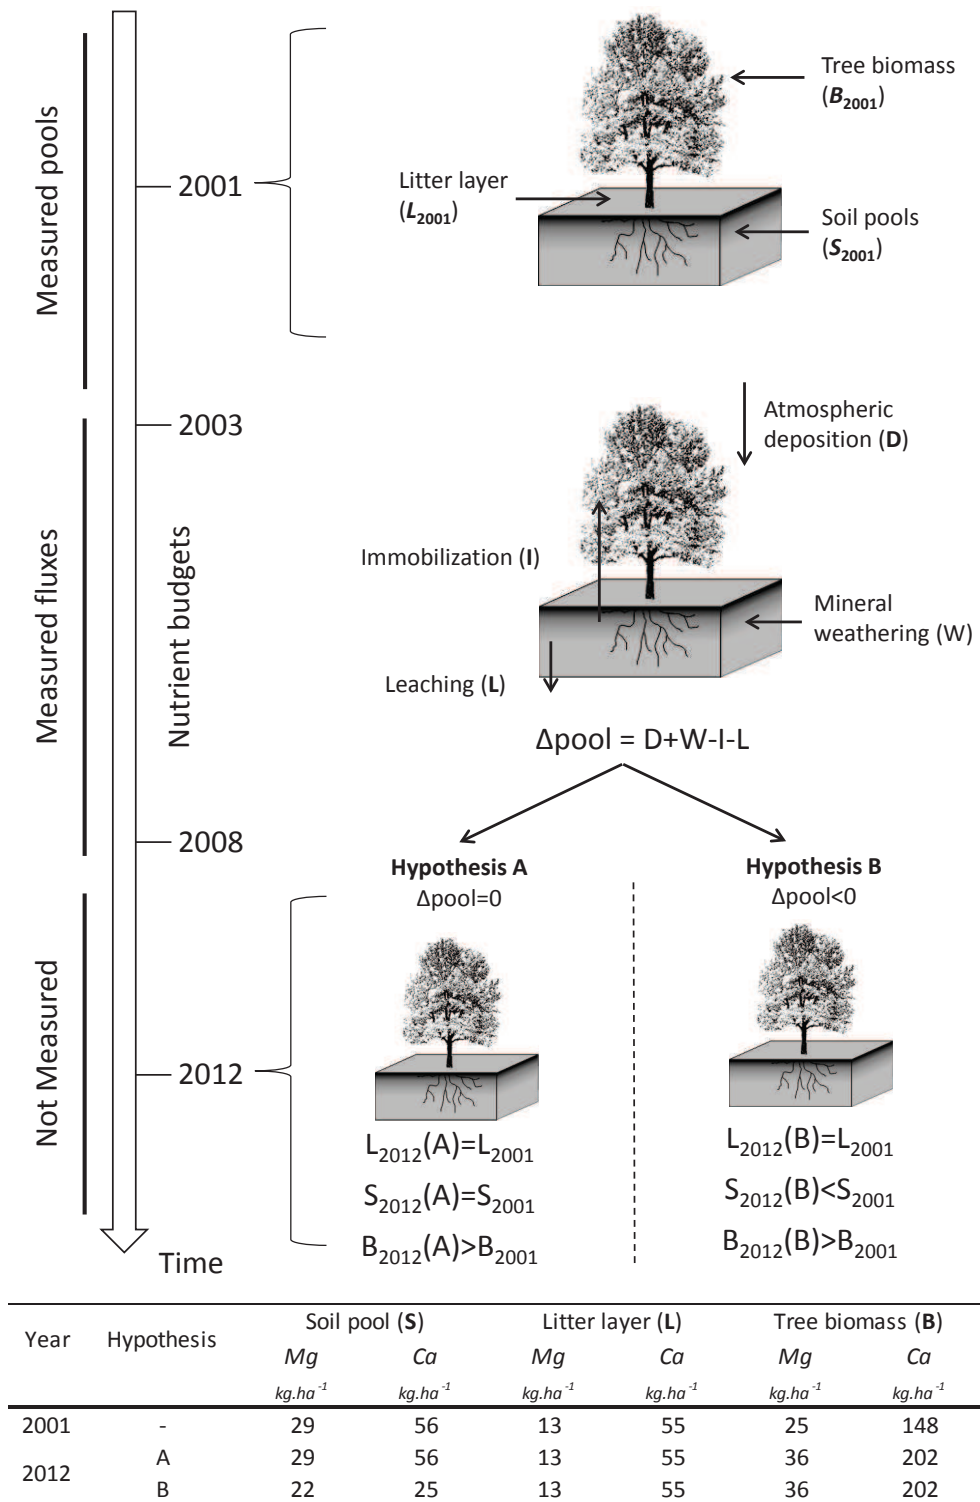 Measured pools
2001
Tree biomass
(B2001)
Litter layer
(L2001)
Soil pools
(S2001)
2003
Measured fluxes
Nutrient budgets
Atmospheric
deposition (D)
Immobilization (I)
Mineral
weathering (W)
Leaching (L)
Δpool = D+W-I-L
2008
Hypothesis A
Δpool=0
Hypothesis B
Δpool<0
Not Measured
2012
L2012(A)=L2001
S2012(A)=S2001
B2012(A)>B2001
L2012(B)=L2001
S2012(B)<S2001
B2012(B)>B2001
Time
Year Hypothesis Soil pool (S) Litter layer (L) Tree biomass (B)
Mg Ca Mg Ca Mg Ca
kg.ha-1 kg.ha-1 kg.ha-1 kg.ha-1 kg.ha-1 kg.ha-1
2001 - 29 56 13 55 25 148
2012 A 29 56 13 55 36 202
B 22 25 13 55 36 202